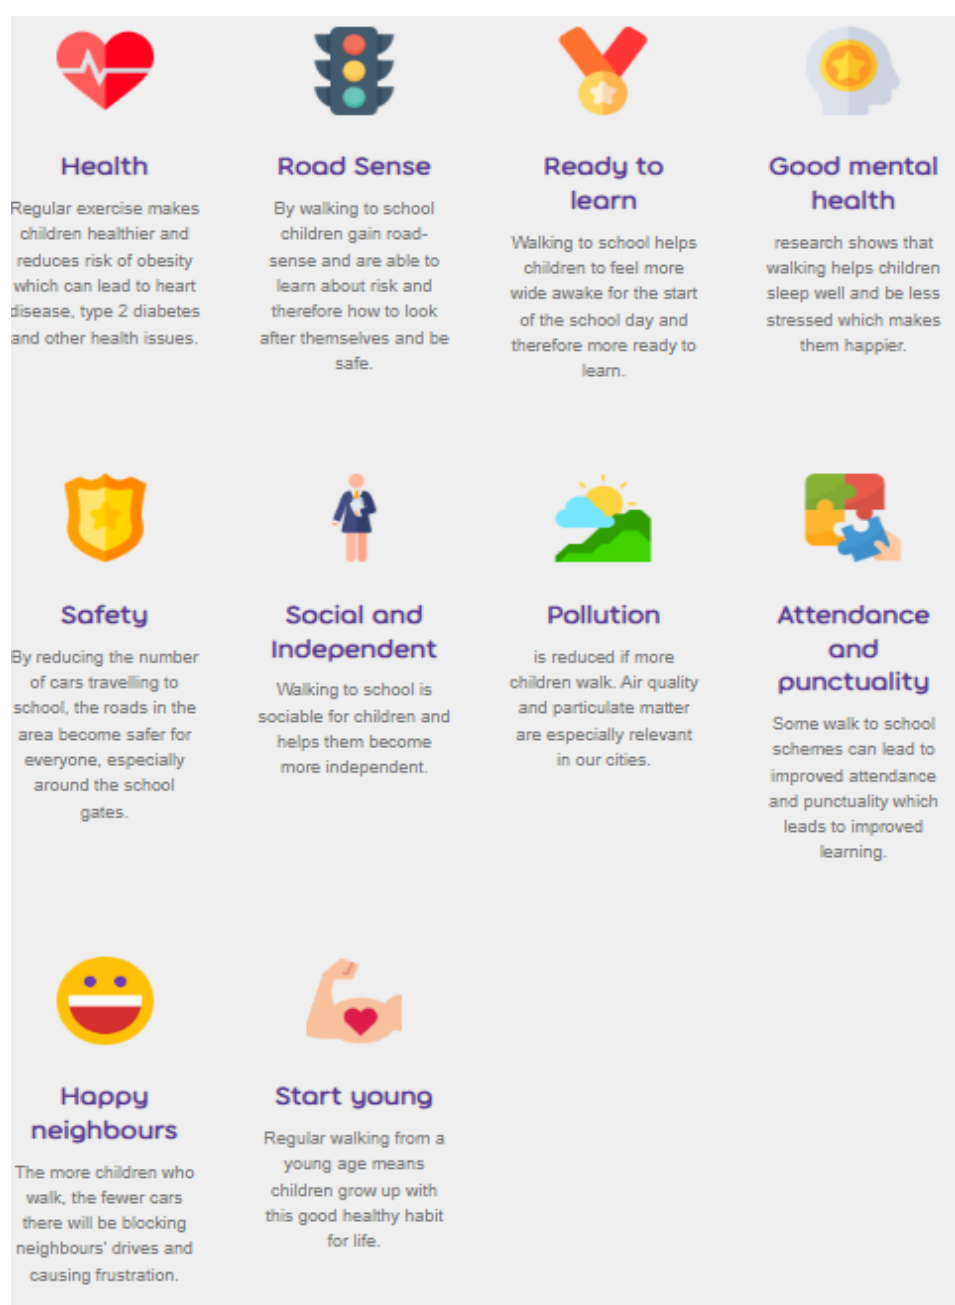 Health
Regular exercise makes
children healthier and
reduces risk of obesity
which can lead to heart
disease, type 2 diabetes
and other health issues.
Road Sense
By walking to school
children gain road-
sense and are able to
learn about risk and
therefore how to look
after themselves and be
safe.
Ready to
learn
Walking to school helps
children to feel more
wide awake for the start
of the school day and
therefore more ready to
learn.
Good mental
health
research shows that
walking helps children
sleep well and be less
stressed which makes
them happier.
Safety
By reducing the number
of cars travelling to
school, the roads in the
area become safer for
everyone, especially
around the school
gates.
Social and
Independent
Walking to school is
sociable for children and
helps them become
more independent.
Pollution
is reduced if more
children walk. Air quality
and particulate matter
are especially relevant
in our cities.
Attendance
and
punctuality
Some walk to school
schemes can lead to
improved attendance
and punctuality which
leads to improved
learning.
Happy
neighbours
The more children who
walk, the fewer cars
there will be blocking
neighbours' drives and
causing frustration.
Start young
Regular walking from a
young age means
children grow up with
this good healthy habit
for life.